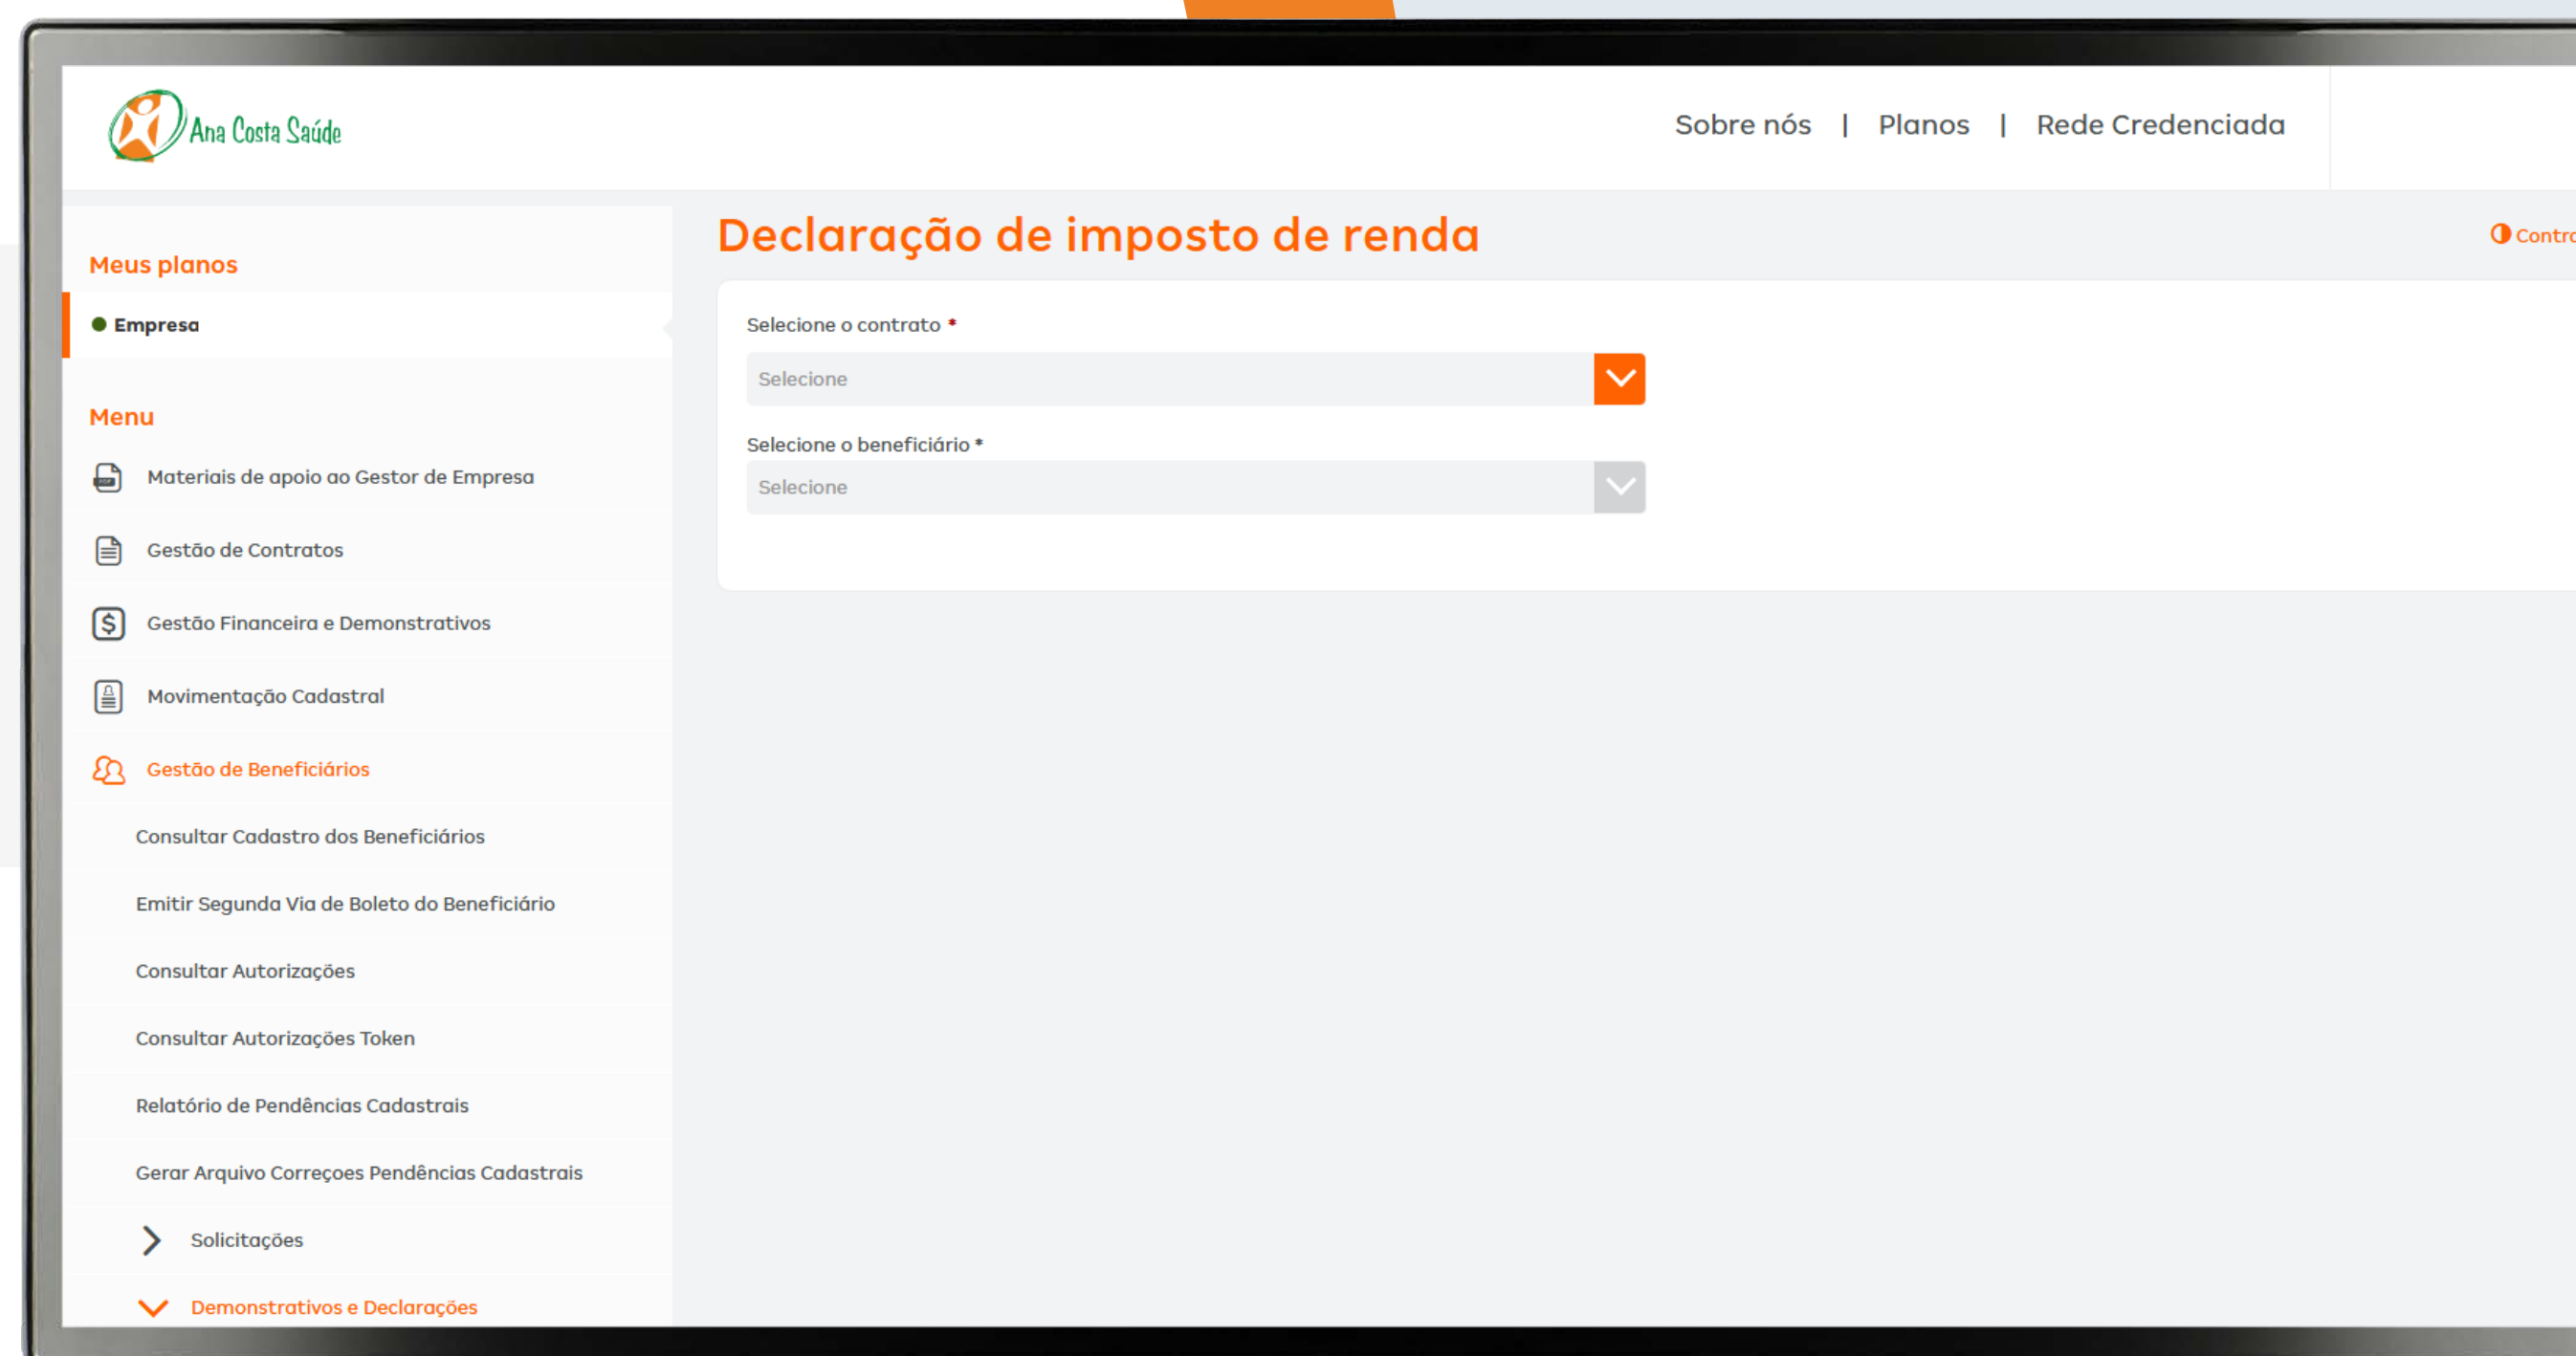 Ana Costa Saúde
Sobre nós | Planos | Rede Credenciada
Meus planos
Empresa
Menu
Materiais de apoio ao Gestor de Empresa
Gestão de Contratos
Gestão Financeira e Demonstrativos
Movimentação Cadastral
Gestão de Beneficiários
Consultar Cadastro dos Beneficiários
Emitir Segunda Via de Boleto do Beneficiário
Consultar Autorizações
Consultar Autorizações Token
Relatório de Pendências Cadastrais
Gerar Arquivo Correçoes Pendências Cadastrais
Solicitações
Demonstrativos e Declarações
Declaração de imposto de renda
Selecione o contrato *
Selecione
Selecione o beneficiário *
Selecione